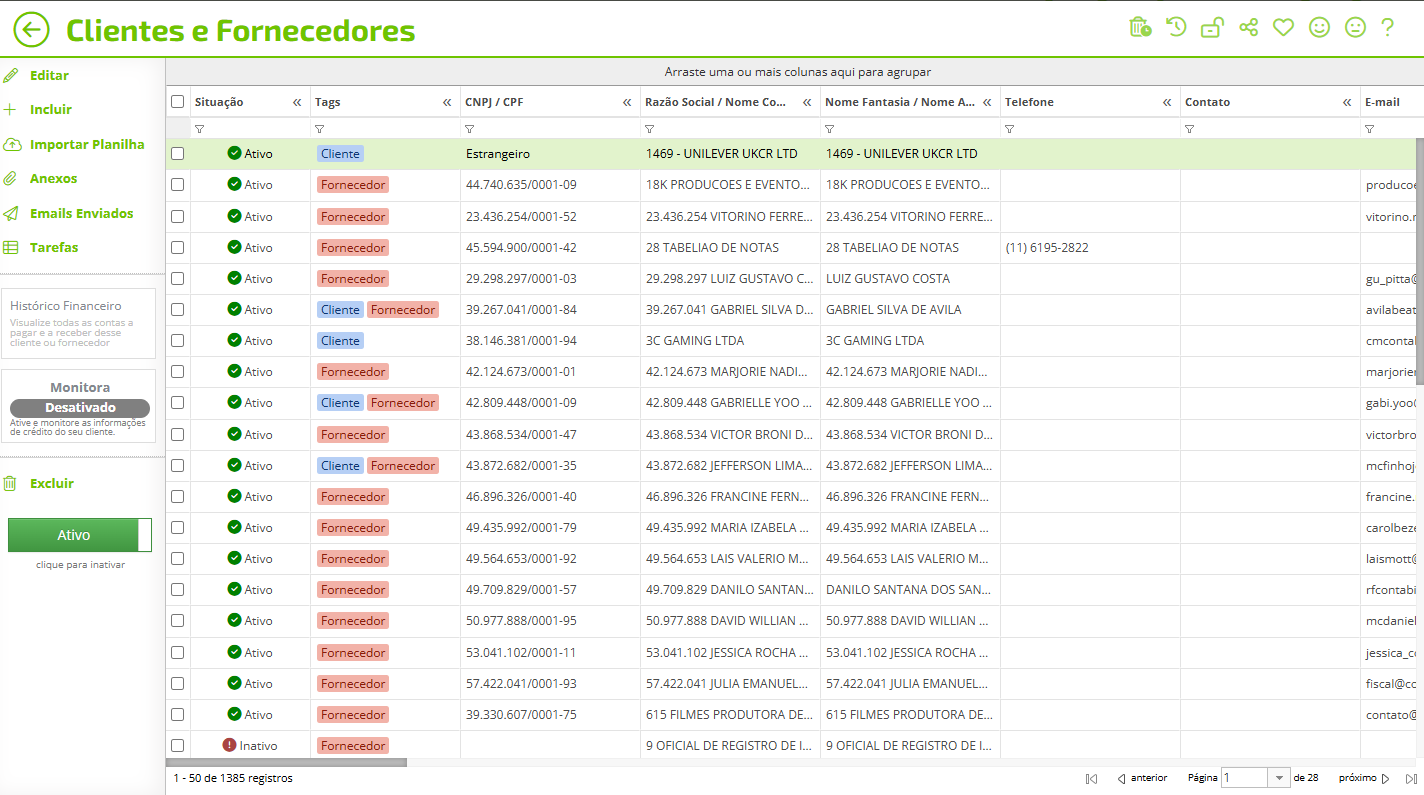 Clientes e Fornecedores
?
Editar
Incluir
Importar Planilha
Anexos
Emails Enviados
Tarefas
Histórico Financeiro
Visualize todas as contas a
pagar e a receber desse
cliente ou fornecedor
Monitora
Desativado
Ative e monitore as informações
de crédito do seu cliente.
Excluir
Ativo
clique para inativar
Arraste uma ou mais colunas aqui para agrupar
Situação « Tags « CNPJ / CPF « Razão Social / Nome Co... « Nome Fantasia / Nome A... « Telefone « Contato « E-mail
Ativo Cliente Estrangeiro 1469 - UNILEVER UKCR LTD 1469 - UNILEVER UKCR LTD
Ativo Fornecedor 44.740.635/0001-09 18K PRODUCOES E EVENTO... 18K PRODUCOES E EVENTO... producoe
Ativo Fornecedor 23.436.254/0001-52 23.436.254 VITORINO FERRE... 23.436.254 VITORINO FERRE... vitorino.r
Ativo Fornecedor 45.594.900/0001-42 28 TABELIAO DE NOTAS 28 TABELIAO DE NOTAS (11) 6195-2822
Ativo Fornecedor 29.298.297/0001-03 29.298.297 LUIZ GUSTAVO C... LUIZ GUSTAVO COSTA gu_pitta@
Ativo Cliente Fornecedor 39.267.041/0001-84 39.267.041 GABRIEL SILVA D... GABRIEL SILVA DE AVILA avilabeat
Ativo Cliente 38.146.381/0001-94 3C GAMING LTDA 3C GAMING LTDA cmcontal
Ativo Fornecedor 42.124.673/0001-01 42.124.673 MARJORIE NADI... 42.124.673 MARJORIE NADI... marjorier
Ativo Cliente Fornecedor 42.809.448/0001-09 42.809.448 GABRIELLE YOO ... 42.809.448 GABRIELLE YOO ... gabi.yoo@
Ativo Fornecedor 43.868.534/0001-47 43.868.534 VICTOR BRONI D... 43.868.534 VICTOR BRONI D... victorbro
Ativo Cliente Fornecedor 43.872.682/0001-35 43.872.682 JEFFERSON LIMA... 43.872.682 JEFFERSON LIMA... mcfinhoj
Ativo Fornecedor 46.896.326/0001-40 46.896.326 FRANCINE FERN... 46.896.326 FRANCINE FERN... francine.
Ativo Fornecedor 49.435.992/0001-79 49.435.992 MARIA IZABELA ... 49.435.992 MARIA IZABELA ... carolbeze
Ativo Fornecedor 49.564.653/0001-92 49.564.653 LAIS VALERIO M... 49.564.653 LAIS VALERIO M... laismott@
Ativo Fornecedor 49.709.829/0001-57 49.709.829 DANILO SANTAN... DANILO SANTANA DOS SAN... rfcontabi
Ativo Fornecedor 50.977.888/0001-95 50.977.888 DAVID WILLIAN ... 50.977.888 DAVID WILLIAN ... mcdaniel
Ativo Fornecedor 53.041.102/0001-11 53.041.102 JESSICA ROCHA ... 53.041.102 JESSICA ROCHA ... jessica_co
Ativo Fornecedor 57.422.041/0001-93 57.422.041 JULIA EMANUEL... 57.422.041 JULIA EMANUEL... fiscal@co
Ativo Fornecedor 39.330.607/0001-75 615 FILMES PRODUTORA DE... 615 FILMES PRODUTORA DE... contato@
Inativo Fornecedor 9 OFICIAL DE REGISTRO DE I... 9 OFICIAL DE REGISTRO DE I...
1 - 50 de 1385 registros anterior Página 1 de 28 próximo